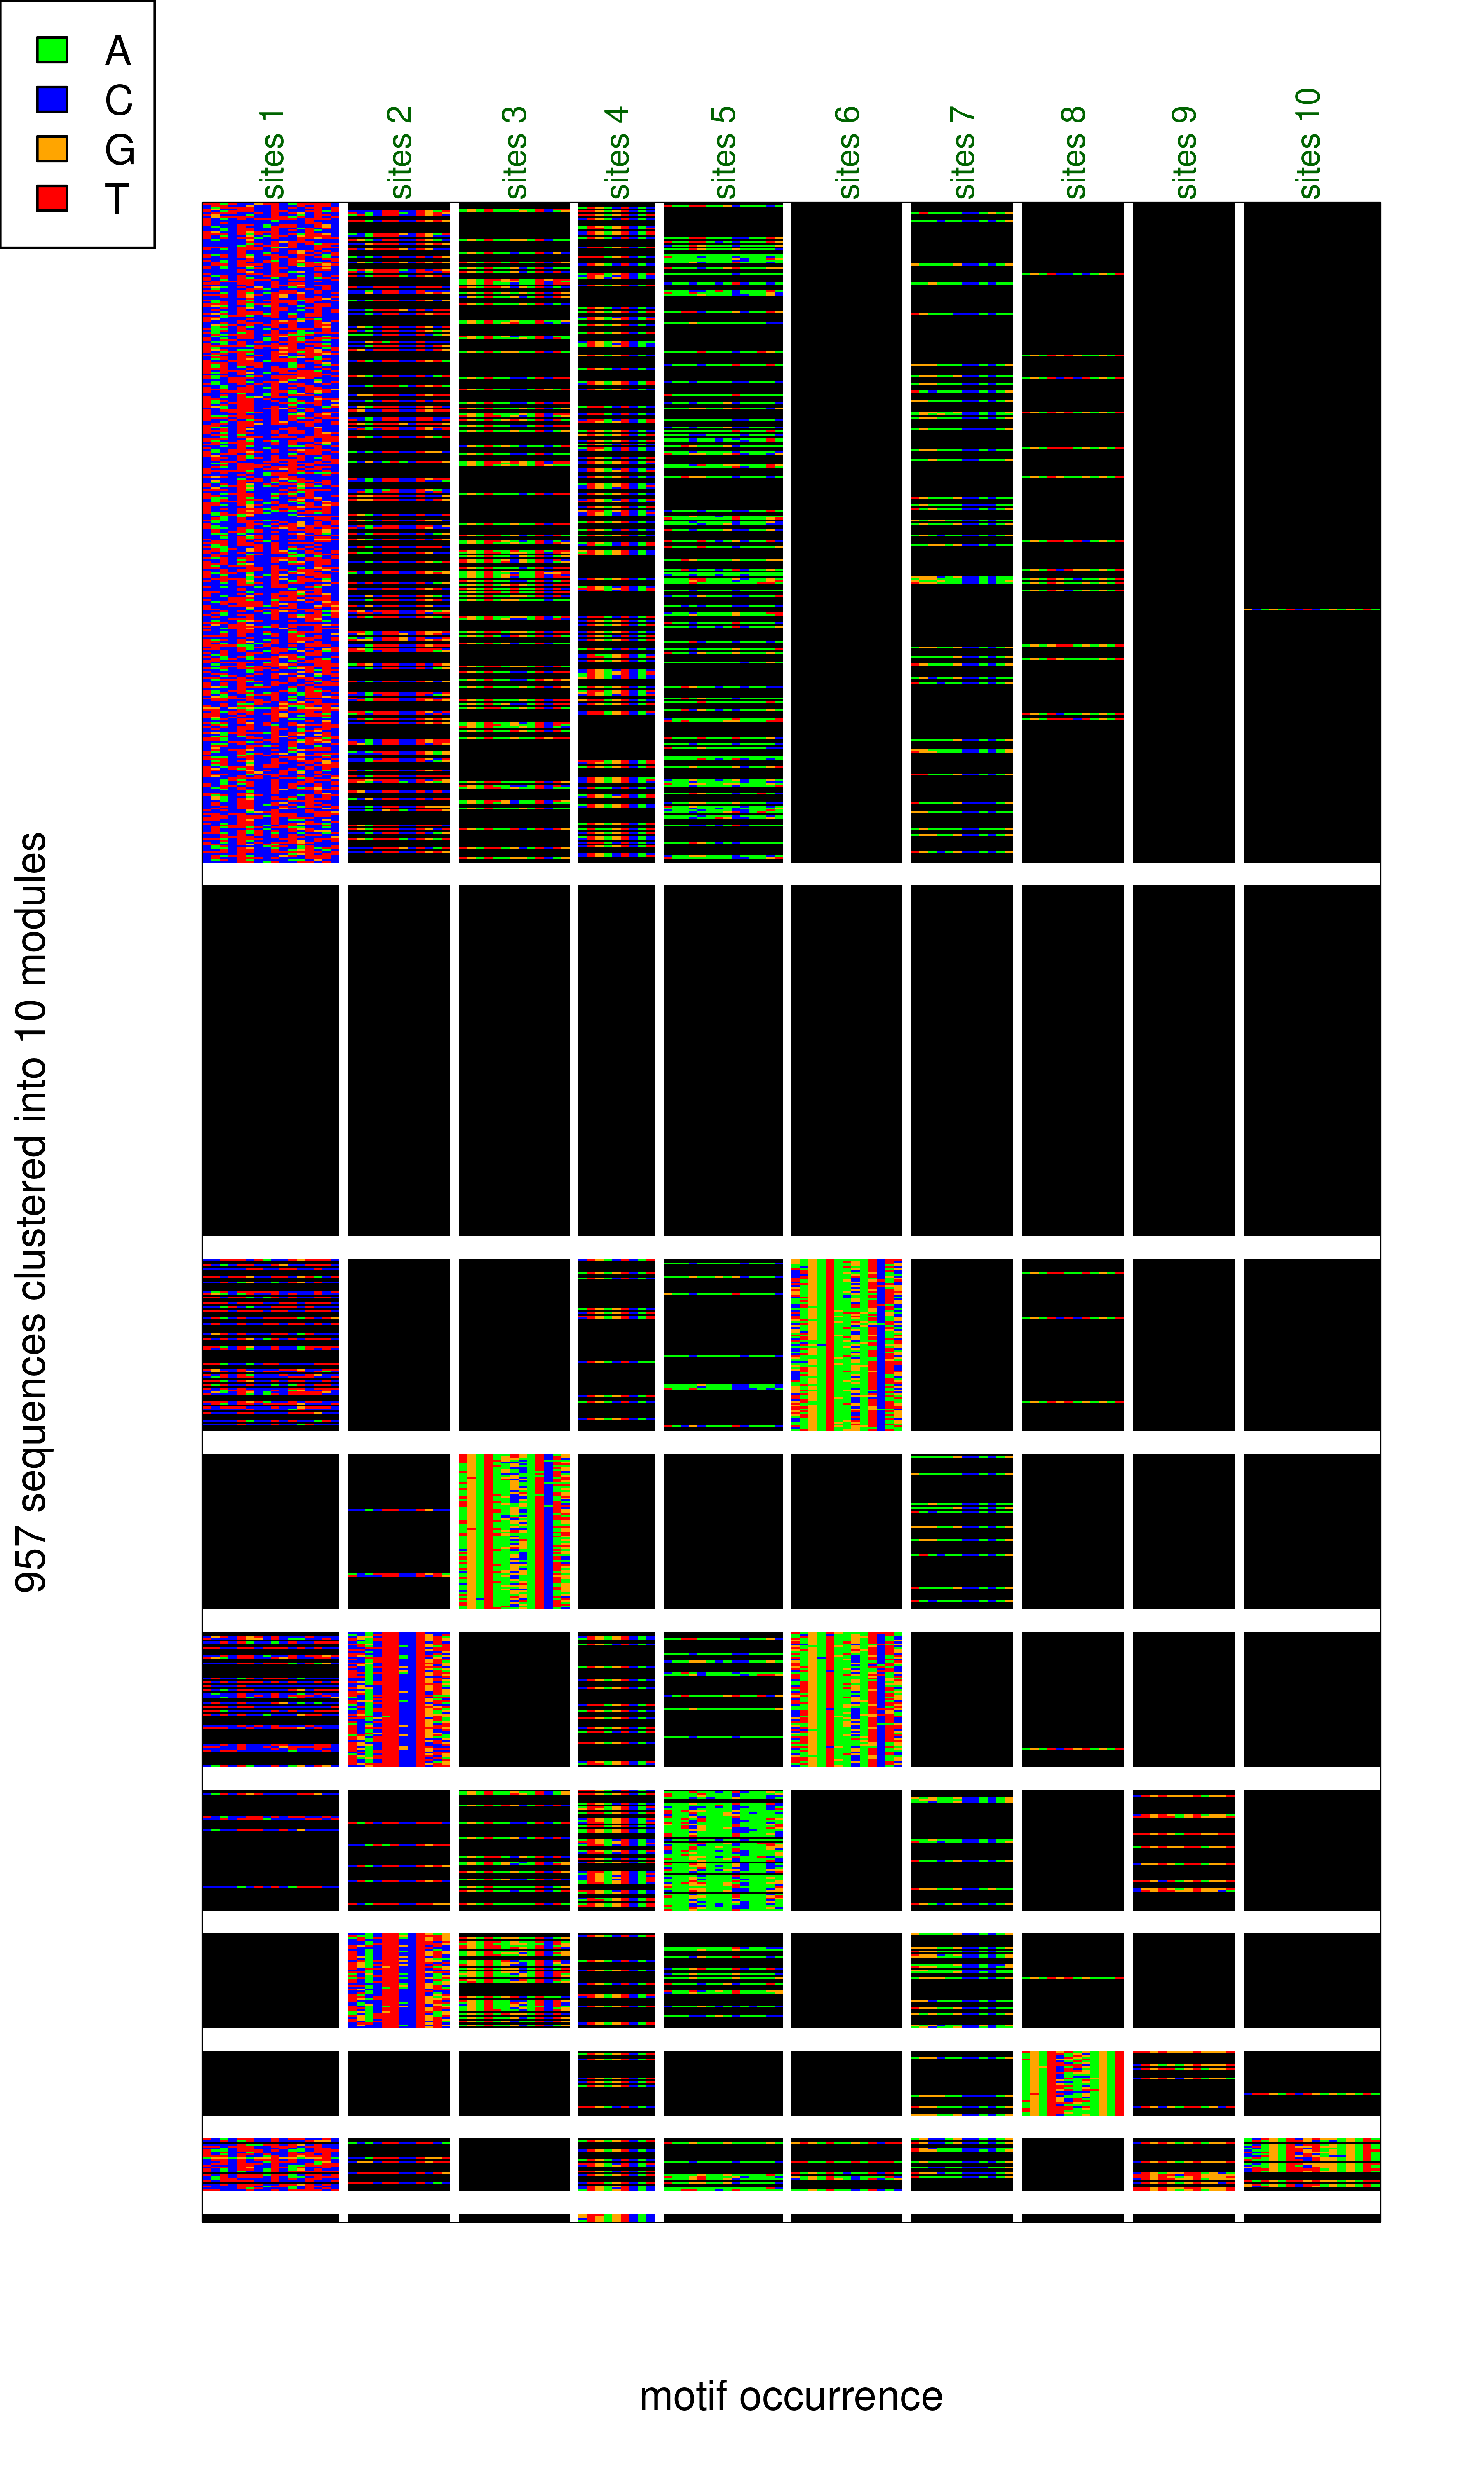 A
C
G
T
sites 1
sites 2
sites 3
sites 4
sites 5
sites 6
sites 7
sites 8
sites 9
sites 10
957 sequences clustered into 10 modules
motif occurrence